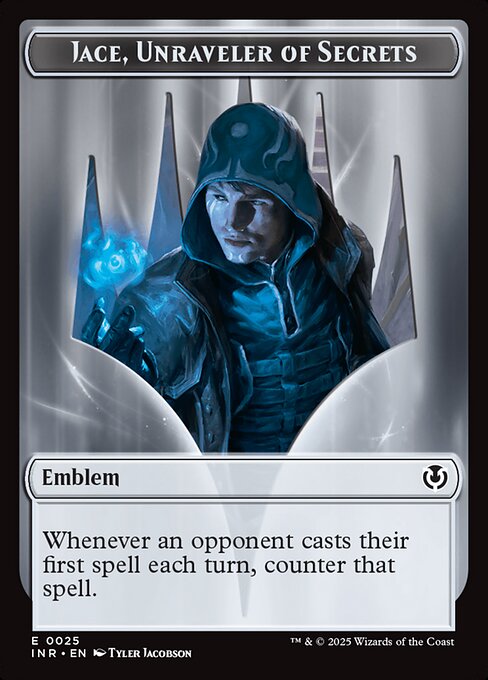 Jace, Unraveler of Secrets
Emblem
Whenever an opponent casts their
first spell each turn, counter that
spell.
E 0025
INR • EN Tyler Jacobson
™ & © 2025 Wizards of the Coast